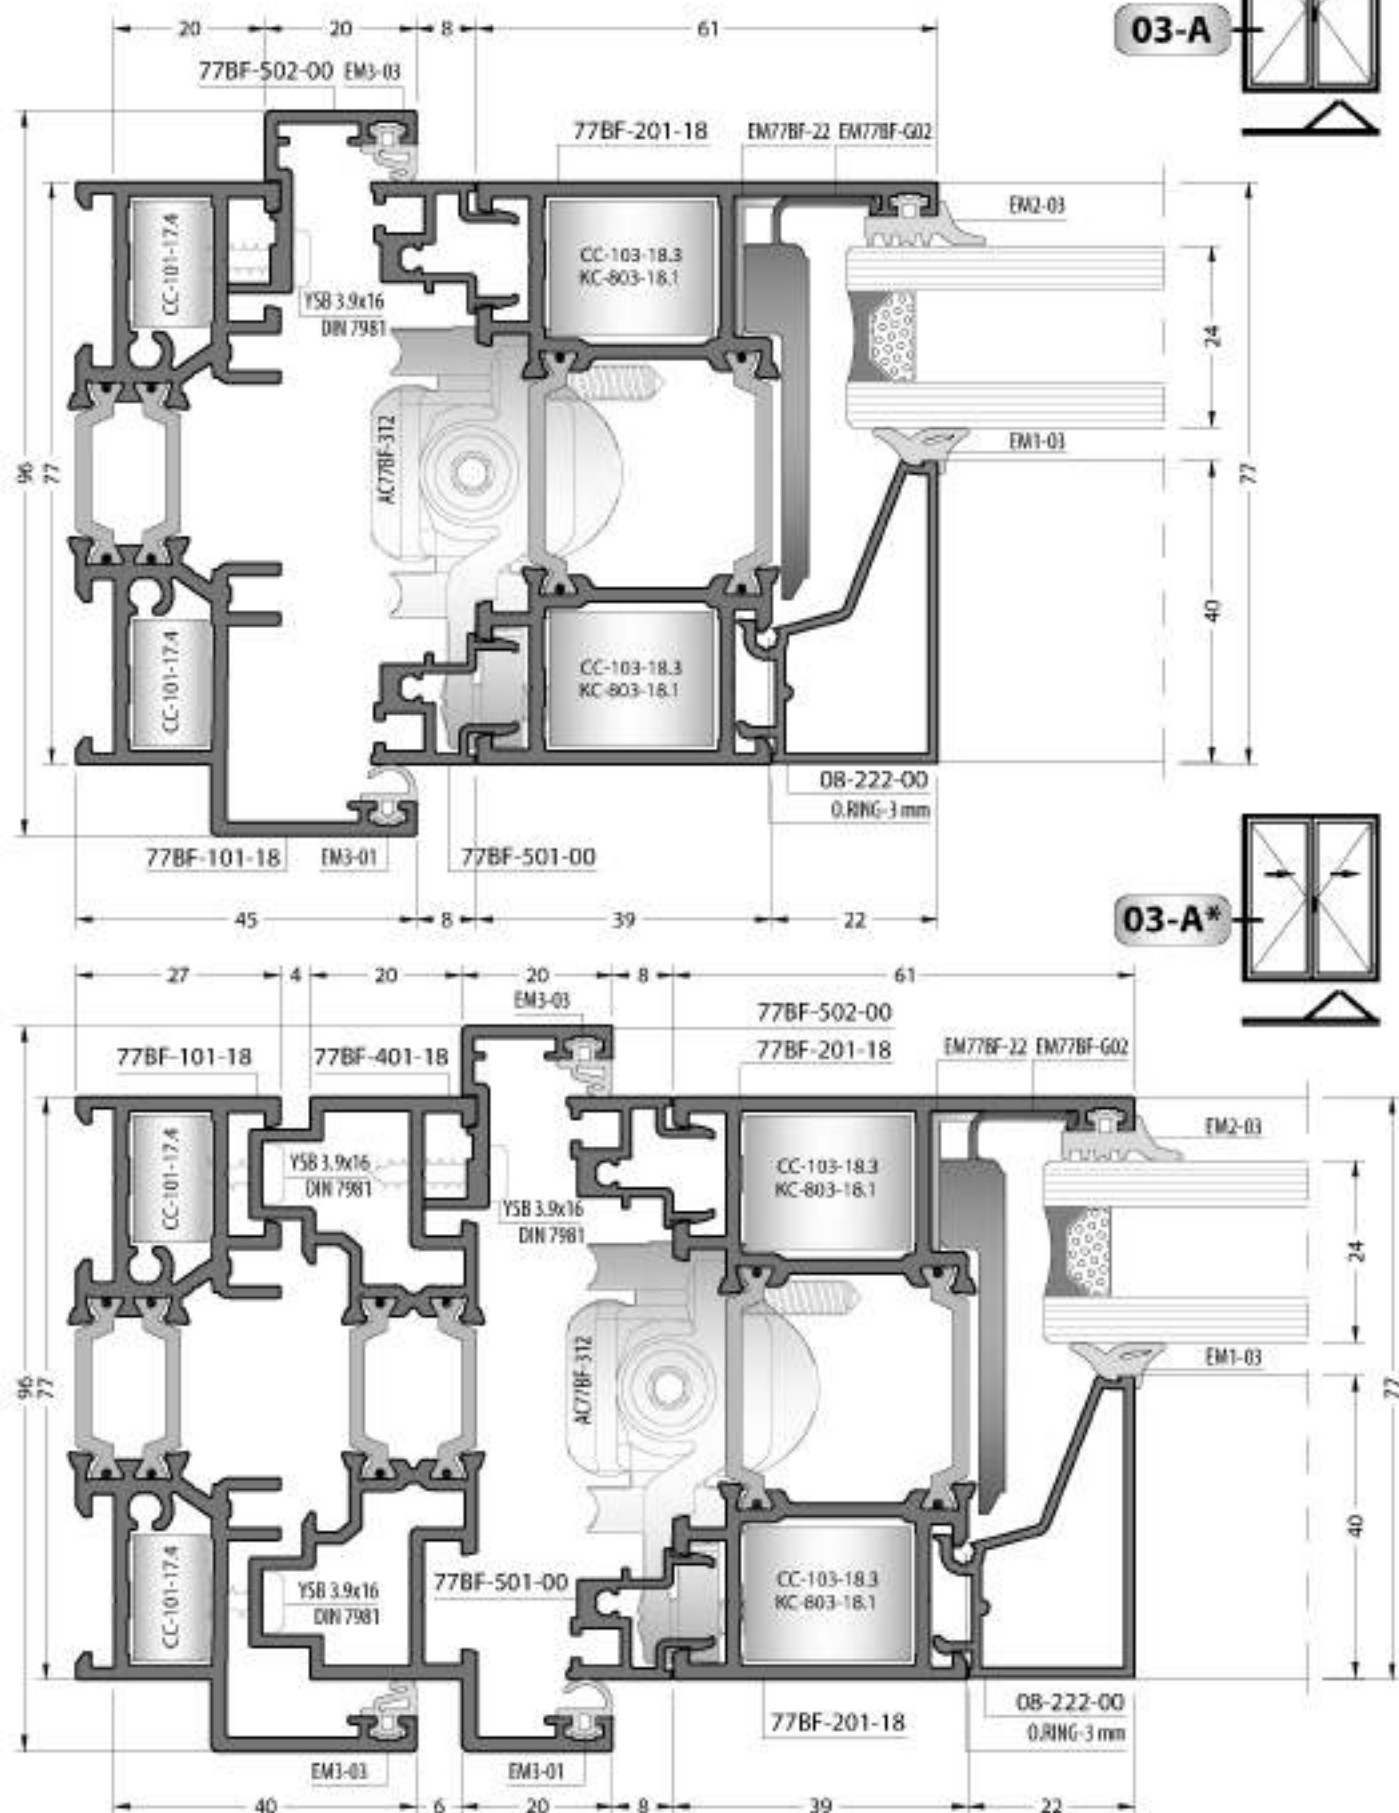 20 20 8 61
03-A
77BF-502-00 EM3-03
77BF-201-18 EM77BF-22 EM77BF-G02
EM2-03
CC-101-17.4
CC-103-18.3
KC-803-18.1
YSB 3.9x16
DIN 7981
24
AC77BF-312
EM1-03
96
77
77
40
CC-101-17.4
CC-103-18.3
KC-803-18.1
08-222-00
O.RING-3 mm
77BF-101-18 EM3-01 77BF-501-00
45 8 39 22
03-A*
27 4 20 20 8 61
EM3-03
77BF-502-00
77BF-101-18 77BF-401-18 77BF-201-18 EM77BF-22 EM77BF-G02
EM2-03
CC-101-17.4
YSB 3.9x16
DIN 7981
CC-103-18.3
KC-803-18.1
YSB 3.9x16
DIN 7981
24
AC77BF-312
EM1-03
96
77
77
40
CC-101-17.4
YSB 3.9x16
DIN 7981
77BF-501-00
CC-103-18.3
KC-803-18.1
77BF-201-18
08-222-00
O.RING-3 mm
EM3-03 EM3-01
40 6 20 8 39 22